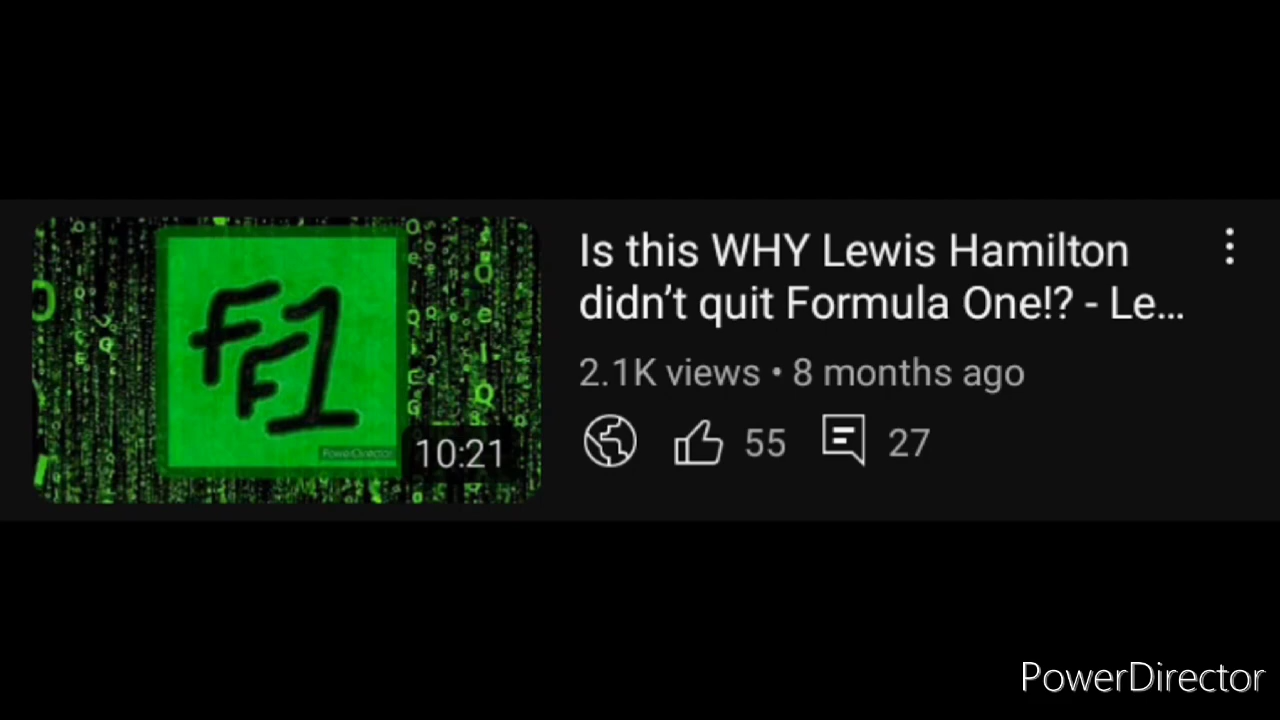 FF1
F
PowerDirector
10:21
Is this WHY Lewis Hamilton
didn't quit Formula One!? - Le...
2.1K views • 8 months ago
55
27
PowerDirector